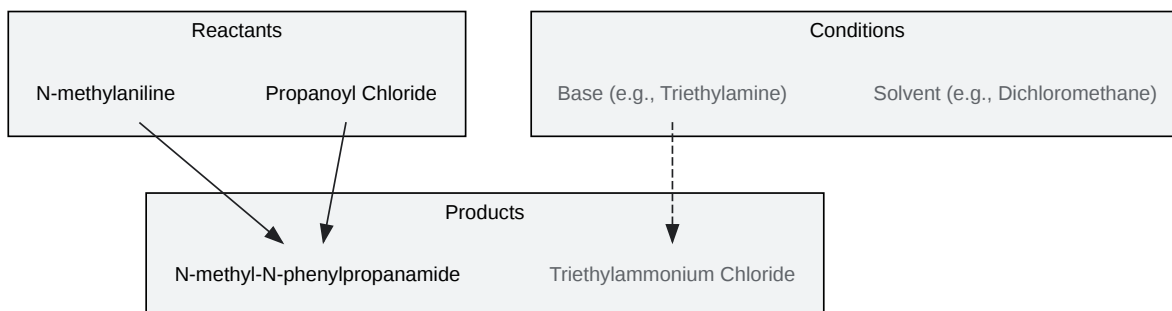 Reactants
N-methylaniline
Propanoyl Chloride
Conditions
Base (e.g., Triethylamine)
Solvent (e.g., Dichloromethane)
Products
N-methyl-N-phenylpropanamide
Triethylammonium Chloride